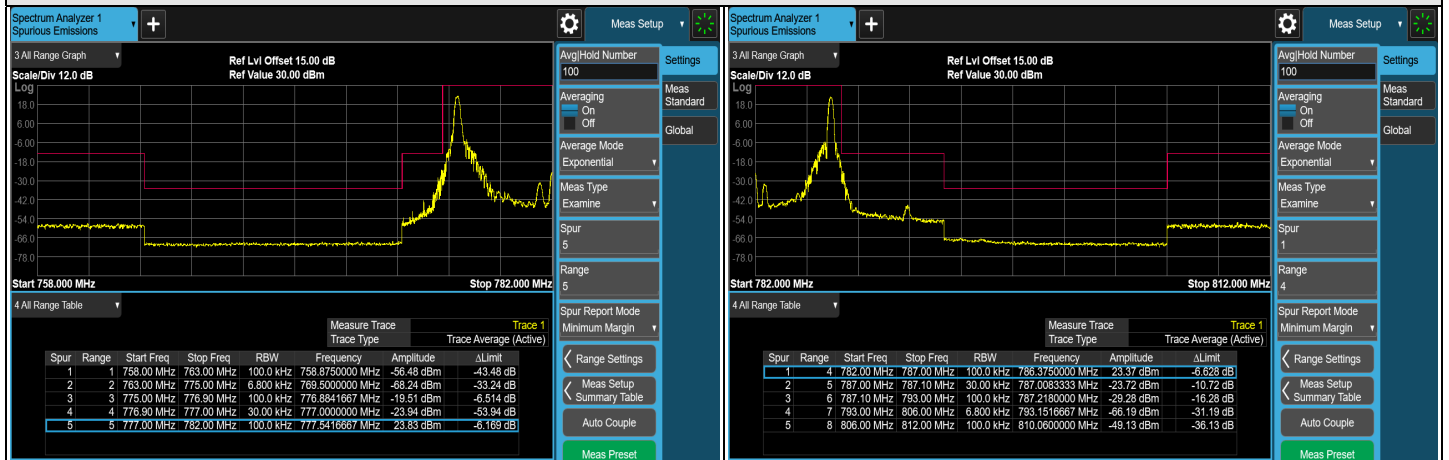 Spectrum Analyzer 1
Spurious Emissions
+
Meas Setup
3 All Range Graph
Scale/Div 12.0 dB
Ref Lvl Offset 15.00 dB
Ref Value 30.00 dBm
Log
18.0
6.00
-6.00
-18.0
-30.0
-42.0
-54.0
-66.0
-78.0
Start 758.000 MHz
Stop 782.000 MHz
4 All Range Table
Measure Trace Trace 1
Trace Type Trace Average (Active)
Spur Range Start Freq Stop Freq RBW Frequency Amplitude ΔLimit
1 1 758.00 MHz 763.00 MHz 100.0 kHz 758.8750000 MHz -56.48 dBm -43.48 dB
2 2 763.00 MHz 775.00 MHz 6.800 kHz 769.5000000 MHz -68.24 dBm -33.24 dB
3 3 775.00 MHz 776.90 MHz 100.0 kHz 776.8841667 MHz -19.51 dBm -6.514 dB
4 4 776.90 MHz 777.00 MHz 30.00 kHz 777.0000000 MHz -23.94 dBm -53.94 dB
5 5 777.00 MHz 782.00 MHz 100.0 kHz 777.5416667 MHz 23.83 dBm -6.169 dB
Avg|Hold Number
100
Averaging
On
Off
Average Mode
Exponential
Meas Type
Examine
Spur
5
Range
5
Spur Report Mode
Minimum Margin
Range Settings
Meas Setup
Summary Table
Auto Couple
Meas Preset
Settings
Meas
Standard
Global
Spectrum Analyzer 1
Spurious Emissions
+
Meas Setup
3 All Range Graph
Scale/Div 12.0 dB
Ref Lvl Offset 15.00 dB
Ref Value 30.00 dBm
Log
18.0
6.00
-6.00
-18.0
-30.0
-42.0
-54.0
-66.0
-78.0
Start 782.000 MHz
Stop 812.000 MHz
4 All Range Table
Measure Trace Trace 1
Trace Type Trace Average (Active)
Spur Range Start Freq Stop Freq RBW Frequency Amplitude ΔLimit
1 4 782.00 MHz 787.00 MHz 100.0 kHz 786.3750000 MHz 23.37 dBm -6.628 dB
2 5 787.00 MHz 787.10 MHz 30.00 kHz 787.0083333 MHz -23.72 dBm -10.72 dB
3 6 787.10 MHz 793.00 MHz 100.0 kHz 787.2180000 MHz -29.28 dBm -16.28 dB
4 7 793.00 MHz 806.00 MHz 6.800 kHz 793.1516667 MHz -66.19 dBm -31.19 dB
5 8 806.00 MHz 812.00 MHz 100.0 kHz 810.0600000 MHz -49.13 dBm -36.13 dB
Avg|Hold Number
100
Averaging
On
Off
Average Mode
Exponential
Meas Type
Examine
Spur
1
Range
4
Spur Report Mode
Minimum Margin
Range Settings
Meas Setup
Summary Table
Auto Couple
Meas Preset
Settings
Meas
Standard
Global